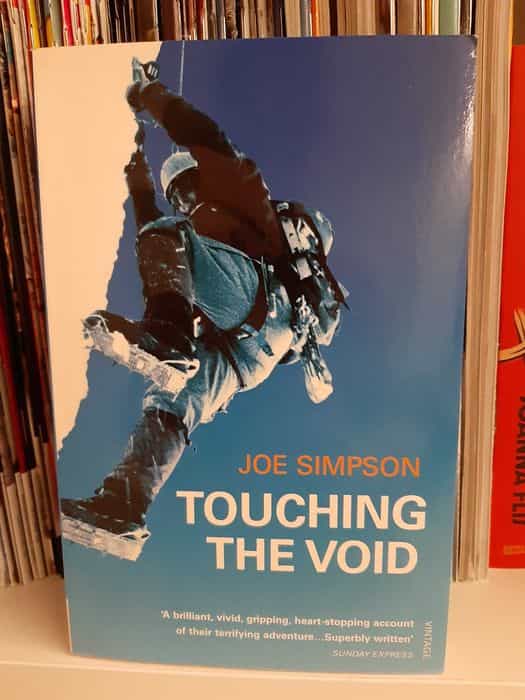 JOE SIMPSON
TOUCHING
THE VOID
'A brilliant, vivid, gripping, heart-stopping account
of their terrifying adventure...Superbly written'
SUNDAY EXPRESS
VINTAGE